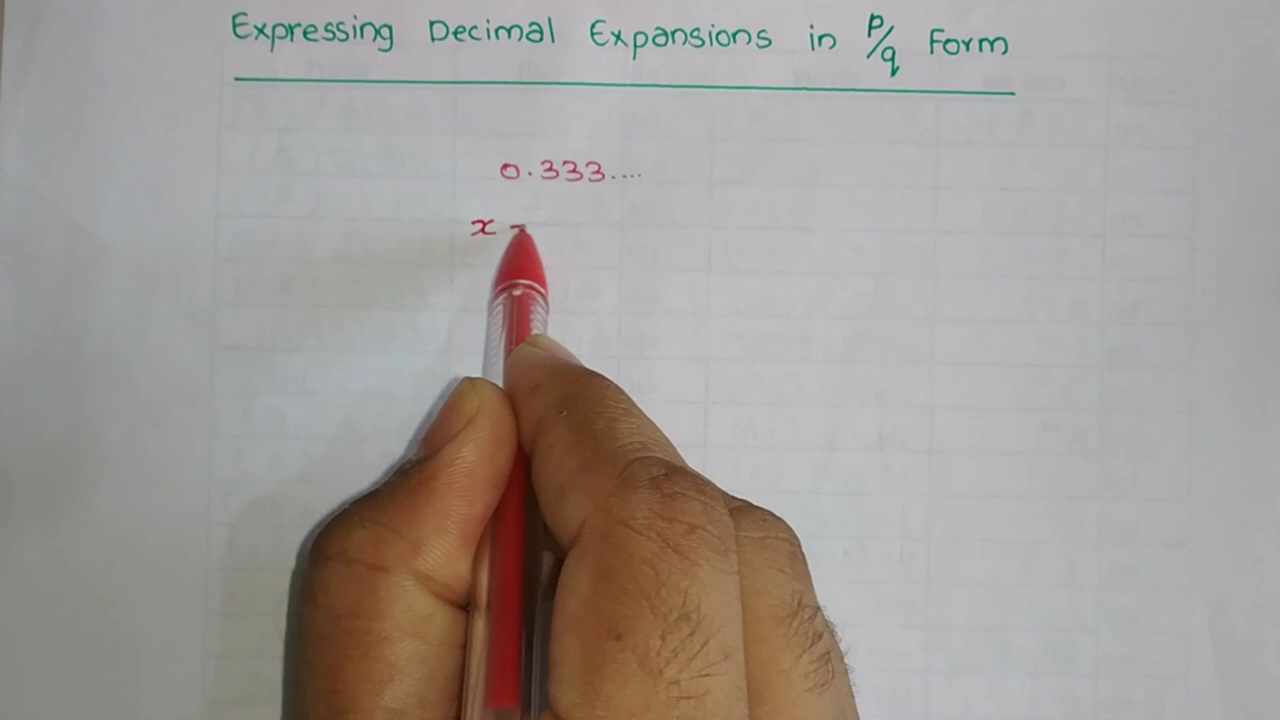 Expressing Decimal Expansions in P/q Form
0.333....
x -